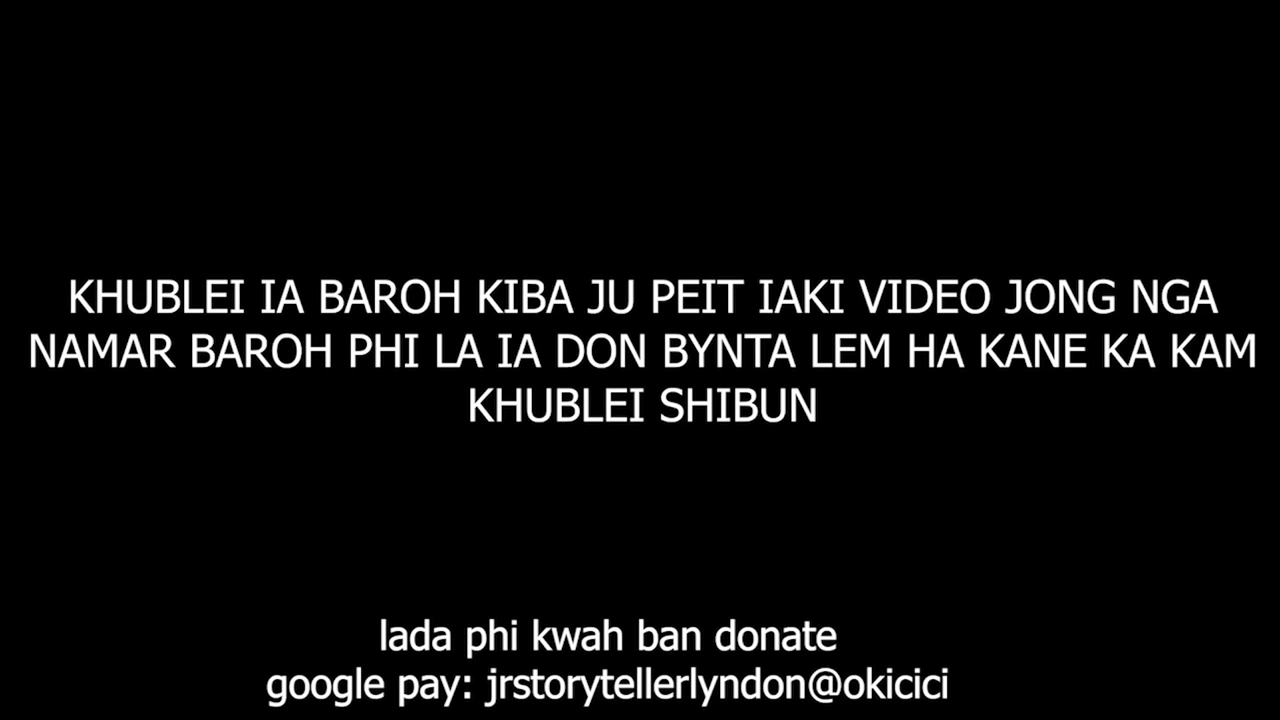 KHUBLEI IA BAROH KIBA JU PEIT IAKI VIDEO JONG NGA
NAMAR BAROH PHI LA IA DON BYNTA LEM HA KANE KA KAM
KHUBLEI SHIBUN
lada phi kwah ban donate
google pay: jrstorytellerlyndon@okicici